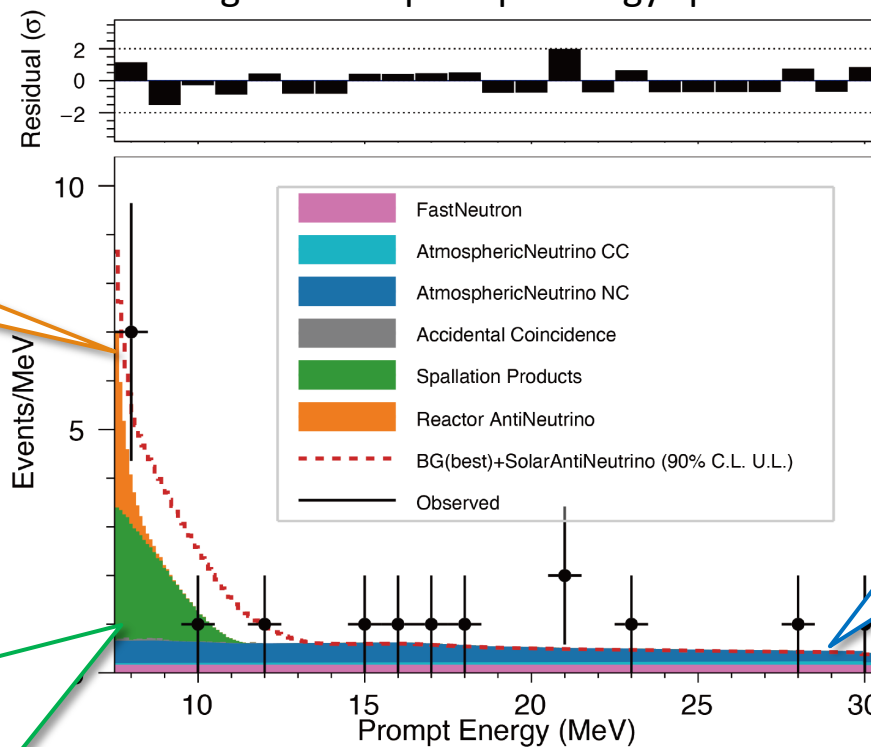 Residual (σ)
2
0
−2
Events/MeV
10
5
FastNeutron
AtmosphericNeutrino CC
AtmosphericNeutrino NC
Accidental Coincidence
Spallation Products
Reactor AntiNeutrino
BG(best)+SolarAntiNeutrino (90% C.L. U.L.)
Observed
10 15 20 25 30
Prompt Energy (MeV)